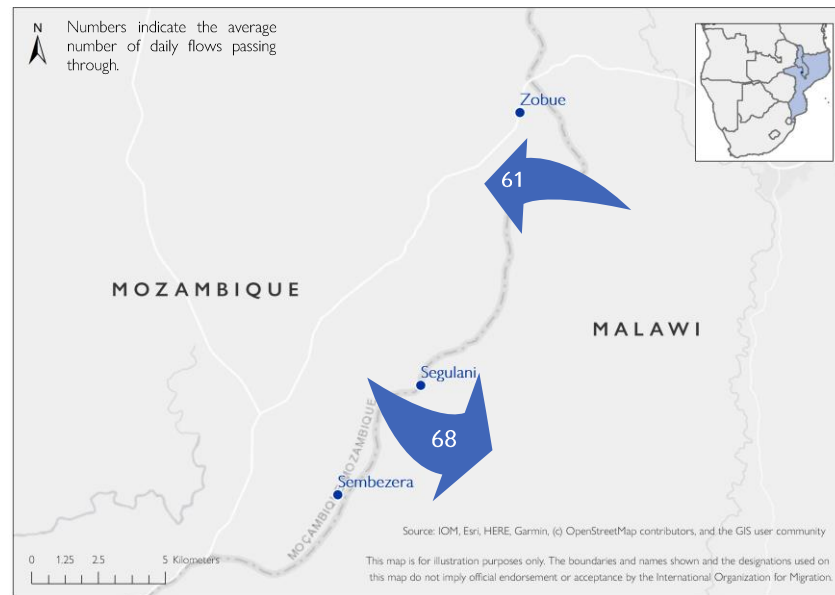 N
Numbers indicate the average
number of daily flows passing
through.
Zobue
61
MOZAMBIQUE
MALAWI
Segulani
68
MOÇAMBIQUE MOZAMBIQUE
Sembezera
Source: IOM, Esri, HERE, Garmin, (c) OpenStreetMap contributors, and the GIS user community
0 1.25 2.5 5 Kilometers
This map is for illustration purposes only. The boundaries and names shown and the designations used on
this map do not imply official endorsement or acceptance by the International Organization for Migration.